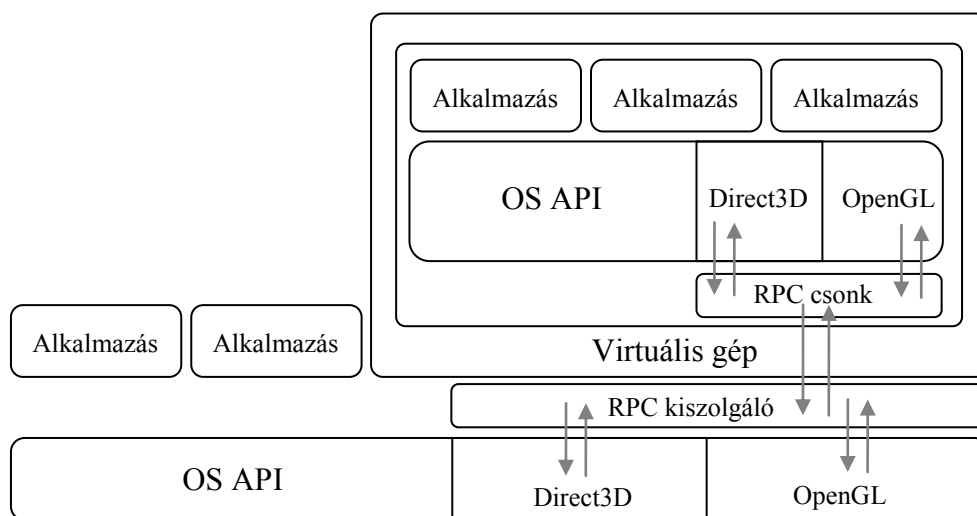 Alkalmazás Alkalmazás Alkalmazás
OS API Direct3D OpenGL
RPC csonk
Alkalmazás Alkalmazás
Virtuális gép
RPC kiszolgáló
OS API Direct3D OpenGL